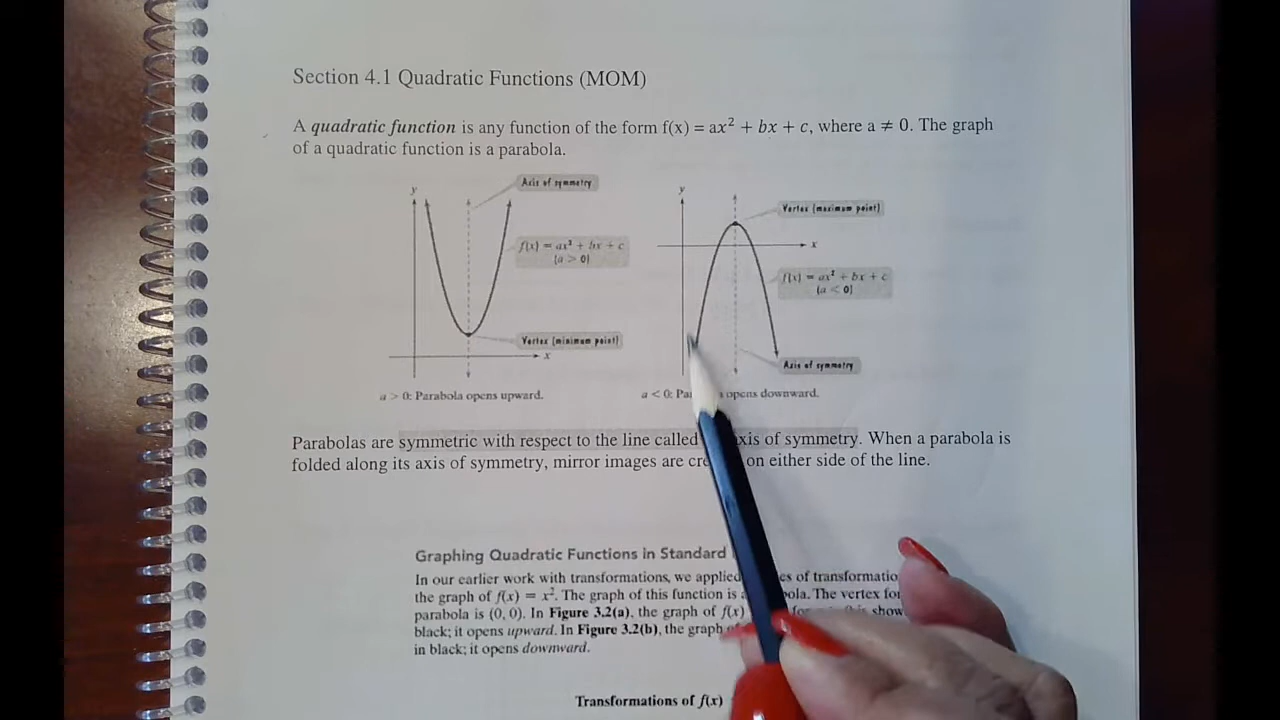 Section 4.1 Quadratic Functions (MOM)
A quadratic function is any function of the form f(x) = ax² + bx + c, where a ≠ 0. The graph
of a quadratic function is a parabola.
y
Axis of symmetry
f(x) = ax² + bx + c
(a > 0)
Vertex (minimum point)
x
a > 0: Parabola opens upward.
y
Vertex (maximum point)
x
f(x) = ax² + bx + c
(a < 0)
Axis of symmetry
a < 0: Pa a opens downward.
Parabolas are symmetric with respect to the line called axis of symmetry. When a parabola is
folded along its axis of symmetry, mirror images are on either side of the line.
Graphing Quadratic Functions in Standard
In our earlier work with transformations, we applied of
the graph of f(x) = x². The graph of this function is The vertex
parabola is (0, 0). In Figure 3.2(a), the graph of f(x)
black; it opens upward. In Figure 3.2(b), the graph
in black; it opens downward.
Transformations of f(x)